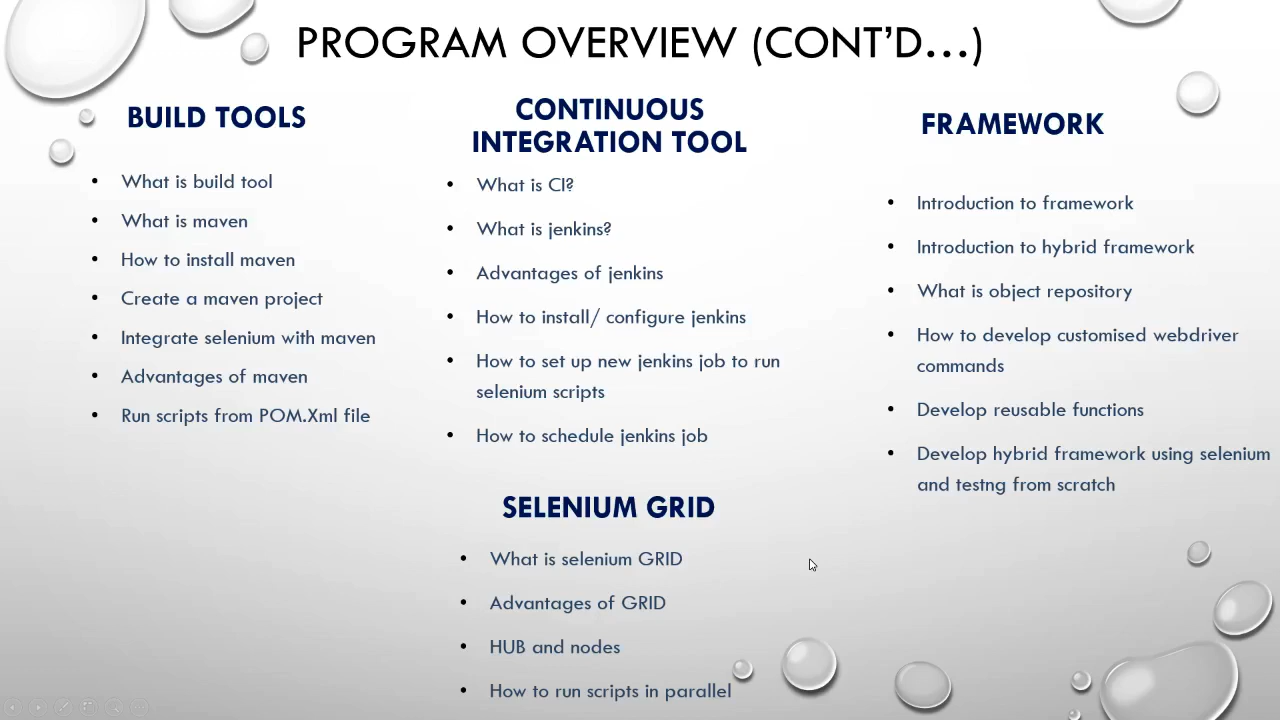 PROGRAM OVERVIEW (CONT'D...)
BUILD TOOLS
• What is build tool
• What is maven
• How to install maven
• Create a maven project
• Integrate selenium with maven
• Advantages of maven
• Run scripts from POM.Xml file
CONTINUOUS
INTEGRATION TOOL
• What is CI?
• What is jenkins?
• Advantages of jenkins
• How to install/ configure jenkins
• How to set up new jenkins job to run
selenium scripts
• How to schedule jenkins job
SELENIUM GRID
• What is selenium GRID
• Advantages of GRID
• HUB and nodes
• How to run scripts in parallel
FRAMEWORK
• Introduction to framework
• Introduction to hybrid framework
• What is object repository
• How to develop customised webdriver
commands
• Develop reusable functions
• Develop hybrid framework using selenium
and testng from scratch